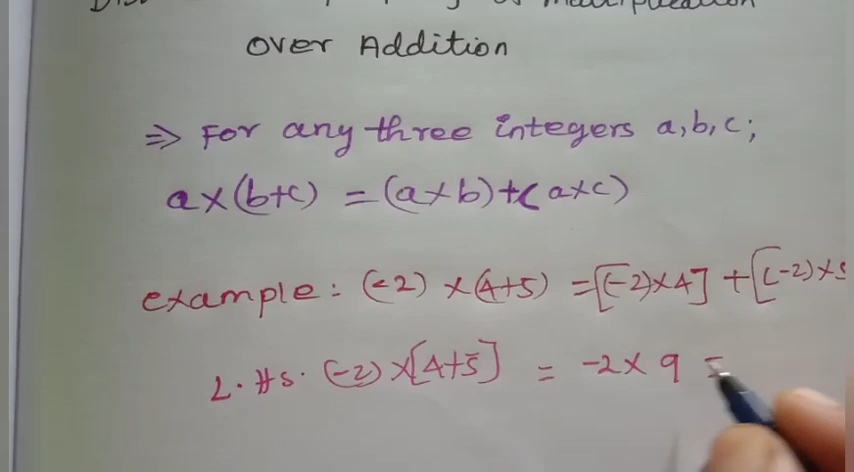 over Addition
⇒ For any three integers a,b,c;
a×(b+c) = (a×b)+(a×c)
example: (-2) ×(4+5) =[(-2)×4] +[(-2)×5
L.Hs. (-2) ×[4+5] = -2× 9 =